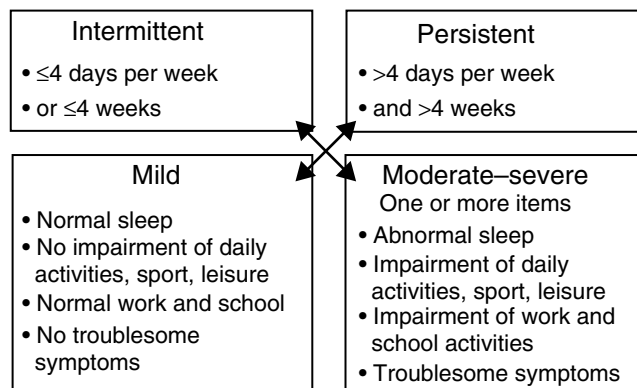 Intermittent
• ≤4 days per week
• or ≤4 weeks
Persistent
• >4 days per week
• and >4 weeks
Mild
• Normal sleep
• No impairment of daily
activities, sport, leisure
• Normal work and school
• No troublesome
symptoms
Moderate–severe
One or more items
• Abnormal sleep
• Impairment of daily
activities, sport, leisure
• Impairment of work and
school activities
• Troublesome symptoms